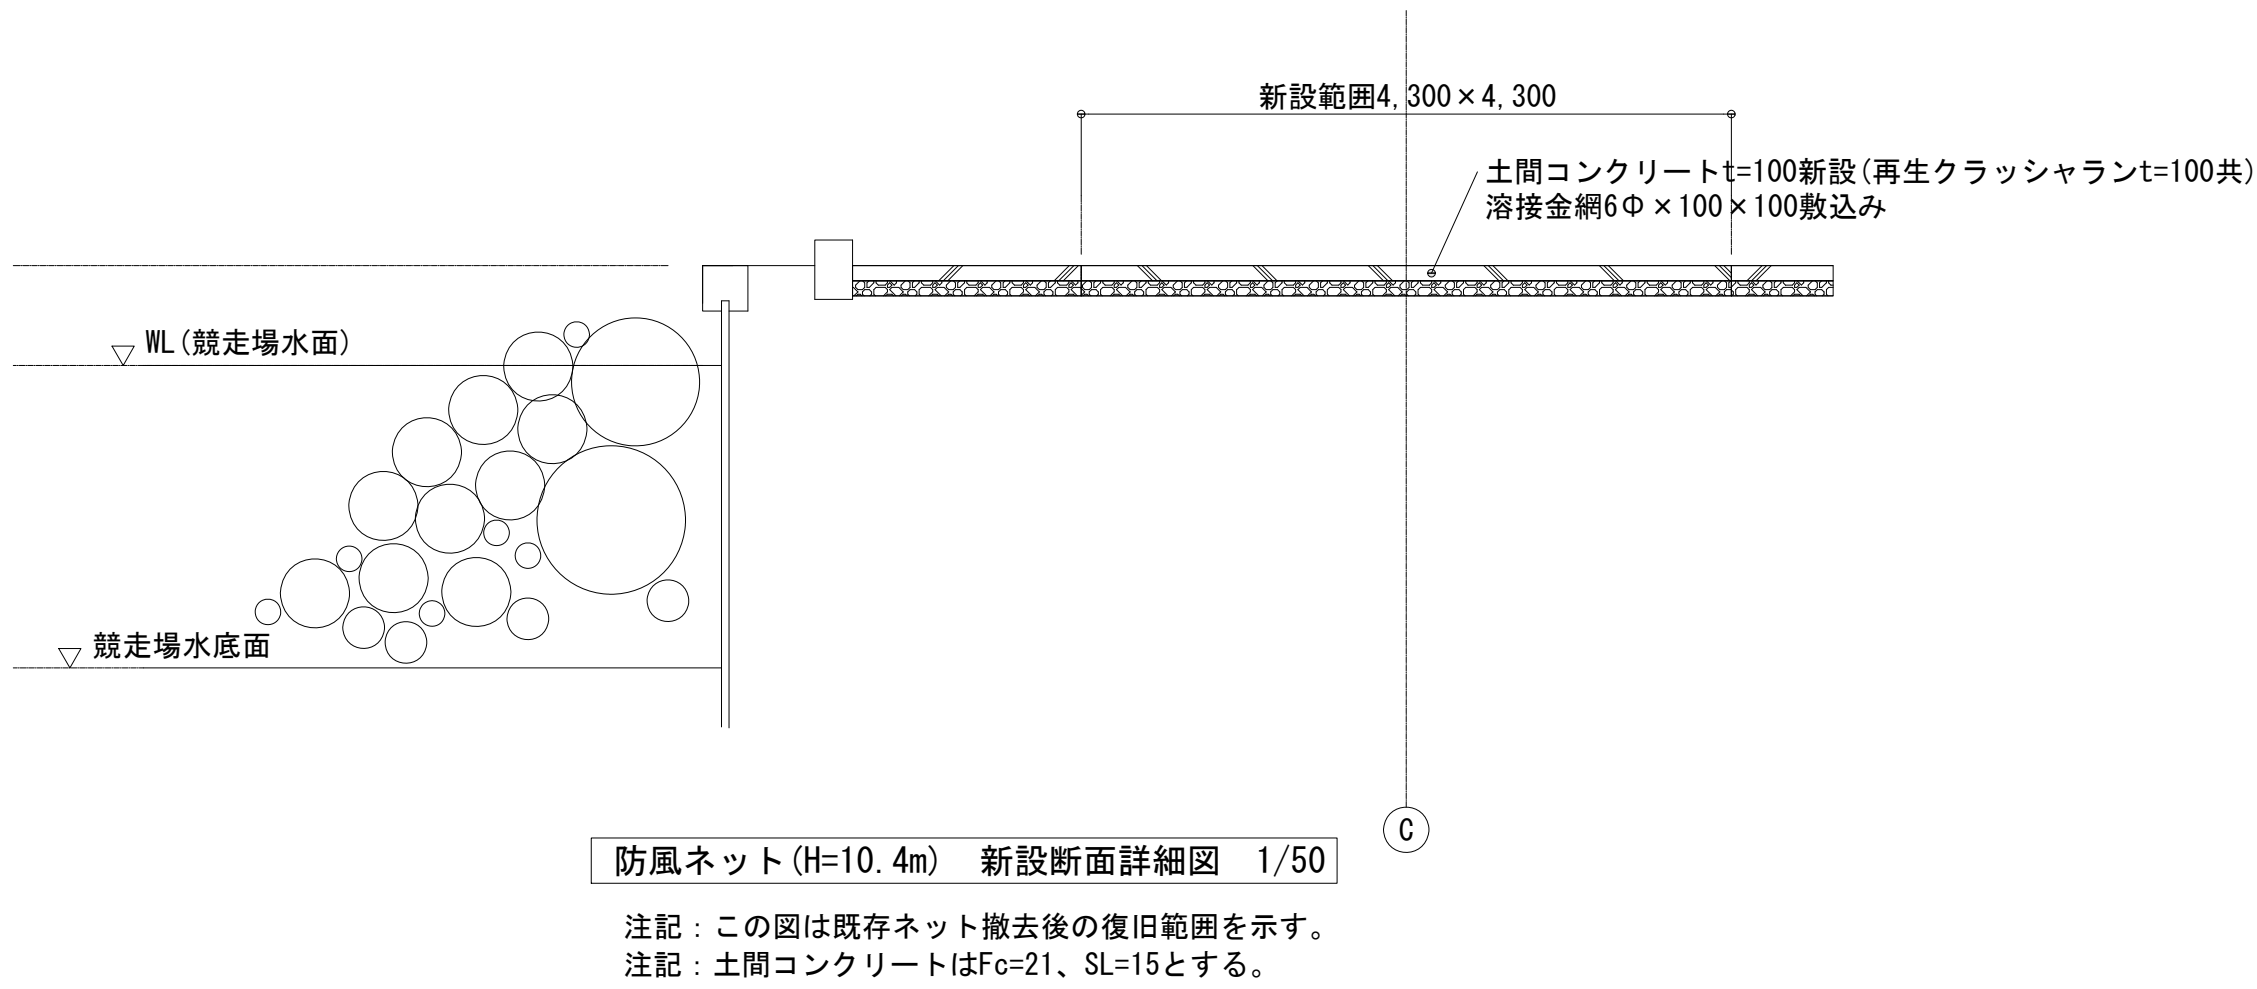 新設範囲4,300×4,300
土間コンクリートt=100新設(再生クラッシャランt=100共)
溶接金網6Φ×100×100敷込み
WL(競走場水面)
競走場水底面
C
防風ネット(H=10.4m) 新設断面詳細図 1/50
注記：この図は既存ネット撤去後の復旧範囲を示す。
注記：土間コンクリートはFc=21、SL=15とする。